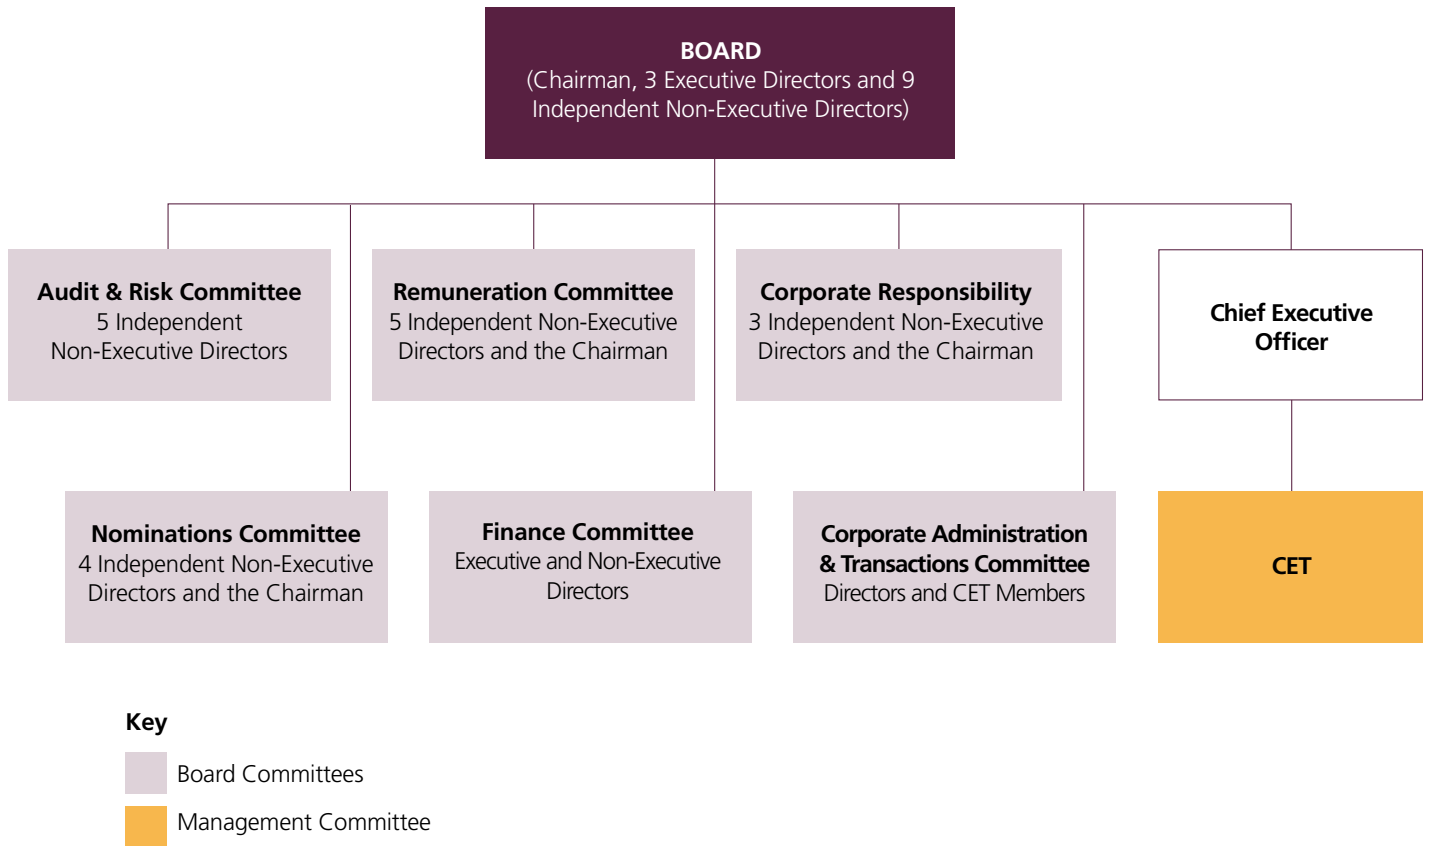 BOARD
(Chairman, 3 Executive Directors and 9
Independent Non-Executive Directors)
Audit & Risk Committee
5 Independent
Non-Executive Directors
Remuneration Committee
5 Independent Non-Executive
Directors and the Chairman
Corporate Responsibility
3 Independent Non-Executive
Directors and the Chairman
Chief Executive
Officer
Nominations Committee
4 Independent Non-Executive
Directors and the Chairman
Finance Committee
Executive and Non-Executive
Directors
Corporate Administration
& Transactions Committee
Directors and CET Members
CET
Key
Board Committees
Management Committee